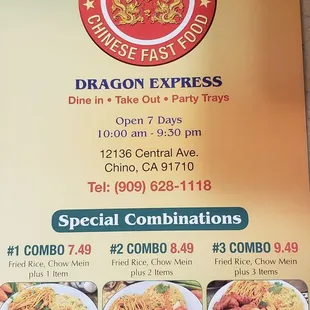 CHINESE FAST FOOD
DRAGON EXPRESS
Dine in • Take Out • Party Trays
Open 7 Days
10:00 am - 9:30 pm
12136 Central Ave.
Chino, CA 91710
Tel: (909) 628-1118
Special Combinations
#1 COMBO 7.49
Fried Rice, Chow Mein
plus 1 Item
#2 COMBO 8.49
Fried Rice, Chow Mein
plus 2 Items
#3 COMBO 9.49
Fried Rice, Chow Mein
plus 3 Items